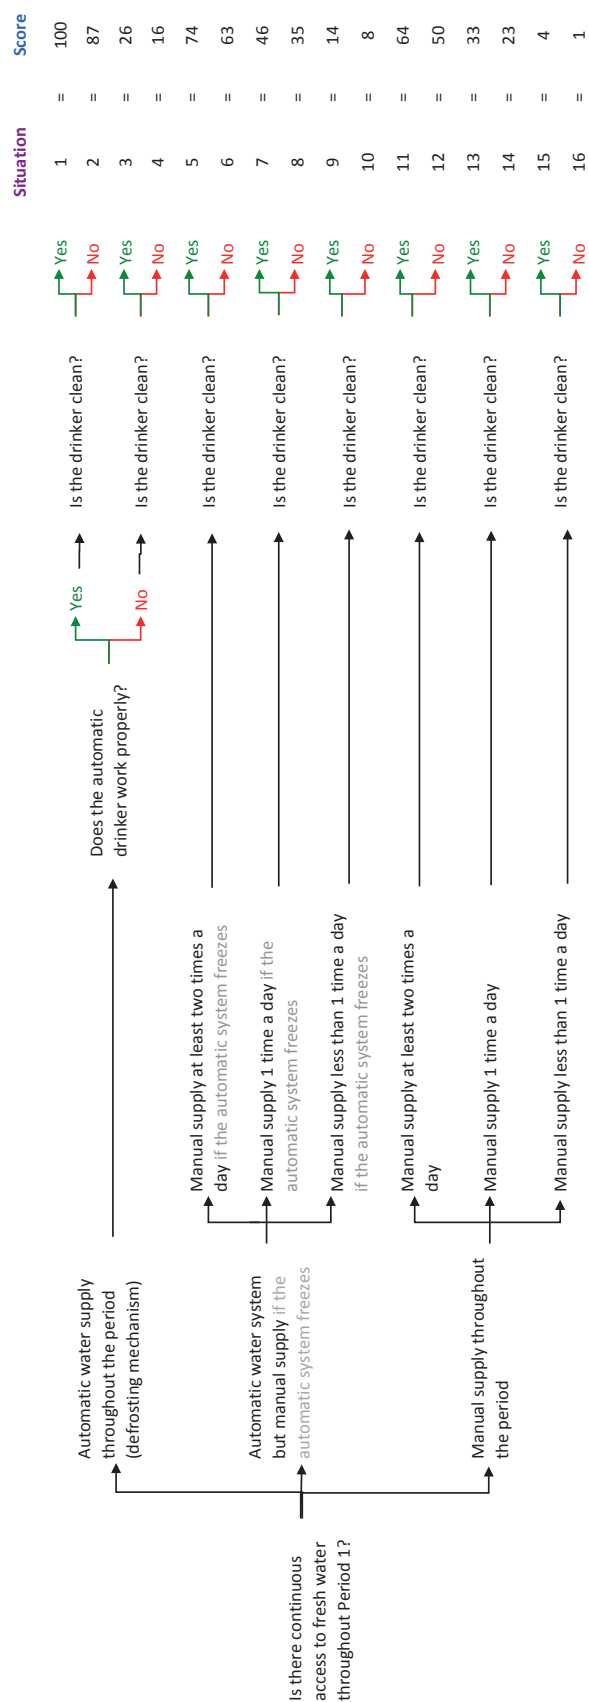 Situation
Score
Is there continuous
access to fresh water
throughout Period 1?
Automatic water supply
throughout the period
(defrosting mechanism)
Does the automatic
drinker work properly?
Yes
Is the drinker clean?
Yes
1 = 100
No
2 = 87
No
Is the drinker clean?
Yes
3 = 26
No
4 = 16
Automatic water system
but manual supply if the
automatic system freezes
Manual supply at least two times a
day if the automatic system freezes
Is the drinker clean?
Yes
5 = 74
No
6 = 63
Manual supply 1 time a day if the
automatic system freezes
Is the drinker clean?
Yes
7 = 46
No
8 = 35
Manual supply less than 1 time a day
if the automatic system freezes
Is the drinker clean?
Yes
9 = 14
No
10 = 8
Manual supply throughout
the period
Manual supply at least two times a
day
Is the drinker clean?
Yes
11 = 64
No
12 = 50
Manual supply 1 time a day
Is the drinker clean?
Yes
13 = 33
No
14 = 23
Manual supply less than 1 time a day
Is the drinker clean?
Yes
15 = 4
No
16 = 1